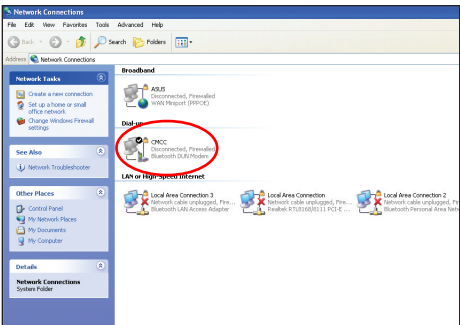 Network Connections
File Edit View Favorites Tools Advanced Help
Back Search Folders
Address Network Connections
Network Tasks
Create a new connection
Set up a home or small
office network
Change Windows Firewall
settings
See Also
Network Troubleshooter
Other Places
Control Panel
My Network Places
My Documents
My Computer
Details
Network Connections
System Folder
Broadband
ASUS
Disconnected, Firewalled
WAN Miniport (PPPOE)
Dial-up
CMCC
Disconnected, Firewalled
Bluetooth DUN Modem
LAN or High-Speed Internet
Local Area Connection 3
Network cable unplugged, Fire...
Bluetooth LAN Access Adapter
Local Area Connection
Network cable unplugged, Fire...
Realtek RTL8168/8111 PCI-E ...
Local Area Connection 2
Network cable unplugged, Fire
Bluetooth Personal Area Net